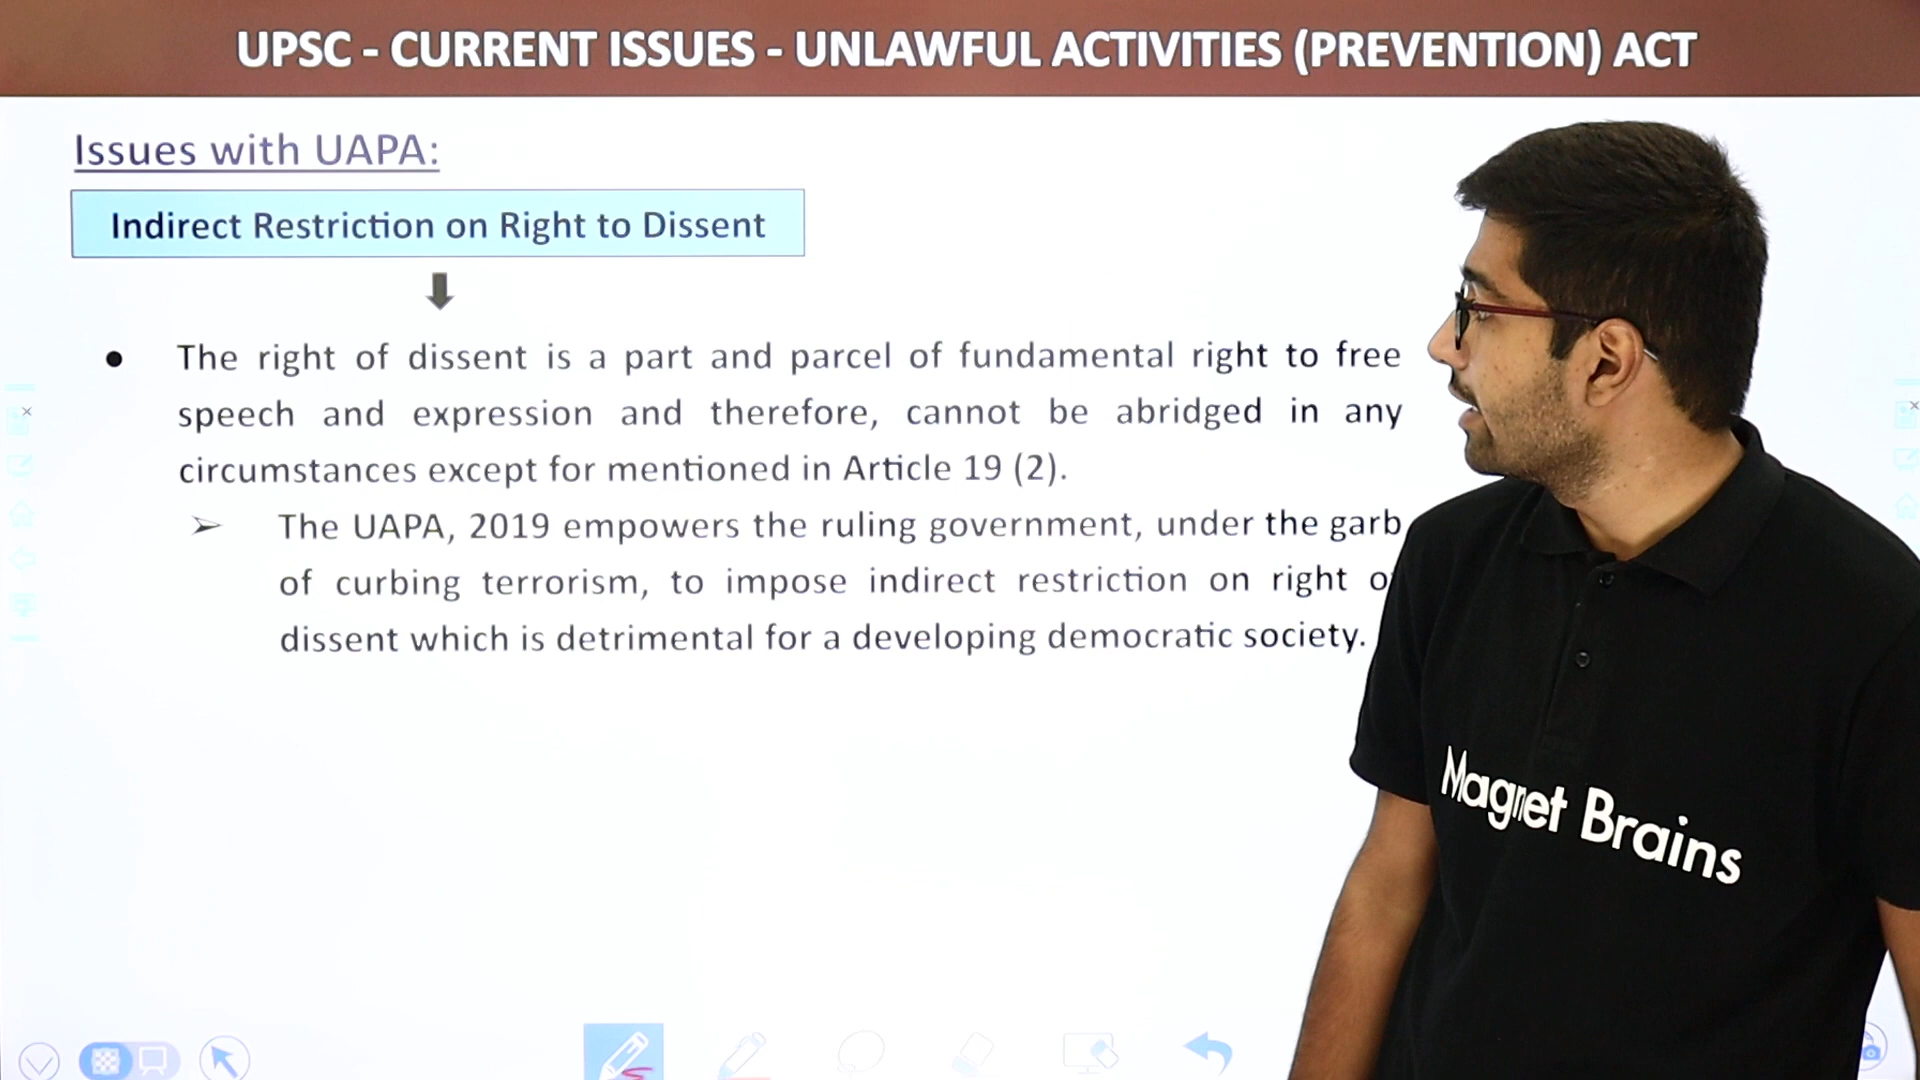 UPSC - CURRENT ISSUES - UNLAWFUL ACTIVITIES (PREVENTION) ACT
Issues with UAPA:
Indirect Restriction on Right to Dissent
● The right of dissent is a part and parcel of fundamental right to free
speech and expression and therefore, cannot be abridged in any
circumstances except for mentioned in Article 19 (2).
➢ The UAPA, 2019 empowers the ruling government, under the garb
of curbing terrorism, to impose indirect restriction on right
dissent which is detrimental for a developing democratic society.
Magnet Brains